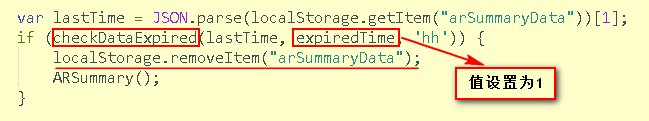 var lastTime = JSON.parse(localStorage.getItem("arSummaryData"))[1];
if (checkDataExpired(lastTime, expiredTime, 'hh')) {
localStorage.removeItem("arSummaryData");
ARSummary();
值设置为1
}